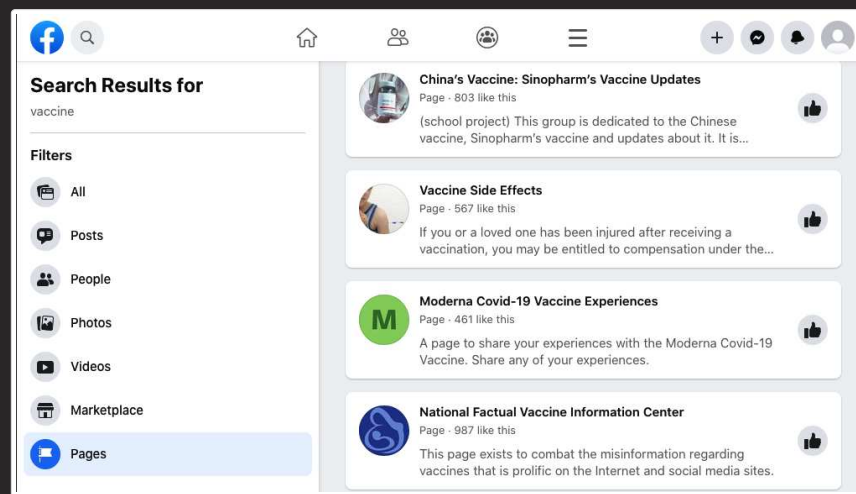 Search Results for
vaccine
Filters
All
Posts
People
Photos
Videos
Marketplace
Pages
China's Vaccine: Sinopharm's Vaccine Updates
Page · 803 like this
(school project) This group is dedicated to the Chinese
vaccine, Sinopharm's vaccine and updates about it. It is...
Vaccine Side Effects
Page · 567 like this
If you or a loved one has been injured after receiving a
vaccination, you may be entitled to compensation under the...
Moderna Covid-19 Vaccine Experiences
Page · 461 like this
M
A page to share your experiences with the Moderna Covid-19
Vaccine. Share any of your experiences.
National Factual Vaccine Information Center
Page · 987 like this
This page exists to combat the misinformation regarding
vaccines that is prolific on the Internet and social media sites.